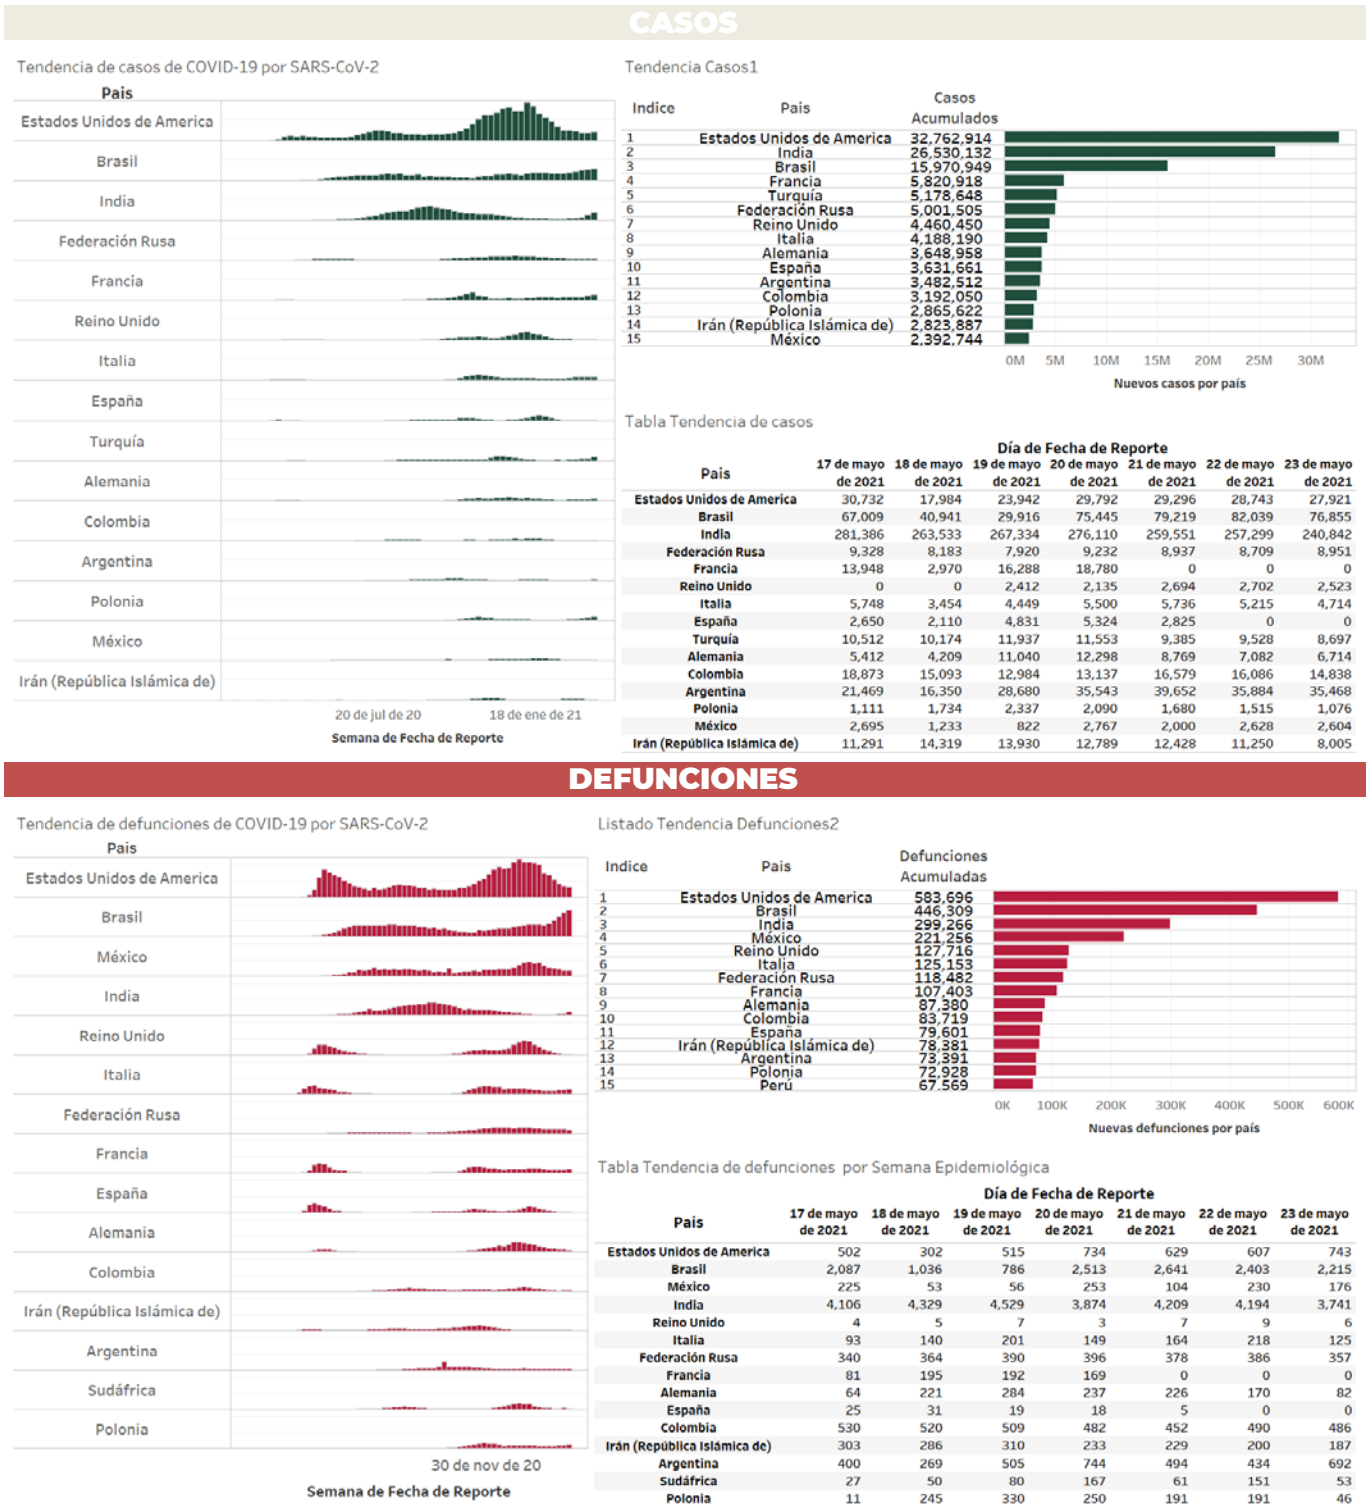 CASOS
Tendencia de casos de COVID-19 por SARS-CoV-2
Pais
Estados Unidos de America
Brasil
India
Federación Rusa
Francia
Reino Unido
Italia
España
Turquía
Alemania
Colombia
Argentina
Polonia
México
Irán (República Islámica de)
20 de jul de 20 18 de ene de 21
Semana de Fecha de Reporte
Tendencia Casos1
Indice Pais Casos Acumulados
1 Estados Unidos de America 32,762,914
2 India 26,530,132
3 Brasil 15,970,949
4 Francia 5,820,918
5 Turquía 5,178,648
6 Federación Rusa 5,001,505
7 Reino Unido 4,460,450
8 Italia 4,188,190
9 Alemania 3,648,958
10 España 3,631,661
11 Argentina 3,482,512
12 Colombia 3,192,050
13 Polonia 2,865,622
14 Irán (República Islámica de) 2,823,887
15 México 2,392,744
0M 5M 10M 15M 20M 25M 30M
Nuevos casos por país
Tabla Tendencia de casos
Día de Fecha de Reporte
Pais 17 de mayo de 2021 18 de mayo de 2021 19 de mayo de 2021 20 de mayo de 2021 21 de mayo de 2021 22 de mayo de 2021 23 de mayo de 2021
Estados Unidos de America 30,732 17,984 23,942 29,792 29,296 28,743 27,921
Brasil 67,009 40,941 29,916 75,445 79,219 82,039 76,855
India 281,386 263,533 267,334 276,110 259,551 257,299 240,842
Federación Rusa 9,328 8,183 7,920 9,232 8,937 8,709 8,951
Francia 13,948 2,970 16,288 18,780 0 0 0
Reino Unido 0 0 2,412 2,135 2,694 2,702 2,523
Italia 5,748 3,454 4,449 5,500 5,736 5,215 4,714
España 2,650 2,110 4,831 5,324 2,825 0 0
Turquía 10,512 10,174 11,937 11,553 9,385 9,528 8,697
Alemania 5,412 4,209 11,040 12,298 8,769 7,082 6,714
Colombia 18,873 15,093 12,984 13,137 16,579 16,086 14,838
Argentina 21,469 16,350 28,680 35,543 39,652 35,884 35,468
Polonia 1,111 1,734 2,337 2,090 1,680 1,515 1,076
México 2,695 1,233 822 2,767 2,000 2,628 2,604
Irán (República Islámica de) 11,291 14,319 13,930 12,789 12,428 11,250 8,005
DEFUNCIONES
Tendencia de defunciones de COVID-19 por SARS-CoV-2
Pais
Estados Unidos de America
Brasil
México
India
Reino Unido
Italia
Federación Rusa
Francia
España
Alemania
Colombia
Irán (República Islámica de)
Argentina
Sudáfrica
Polonia
30 de nov de 20
Semana de Fecha de Reporte
Listado Tendencia Defunciones2
Indice Pais Defunciones Acumuladas
1 Estados Unidos de America 583,696
2 Brasil 446,309
3 India 299,266
4 México 221,256
5 Reino Unido 127,716
6 Italia 125,153
7 Federación Rusa 118,482
8 Francia 107,403
9 Alemania 87,380
10 Colombia 83,719
11 España 79,601
12 Irán (República Islámica de) 78,381
13 Argentina 73,391
14 Polonia 72,928
15 Perú 67,569
0K 100K 200K 300K 400K 500K 600K
Nuevas defunciones por país
Tabla Tendencia de defunciones por Semana Epidemiológica
Día de Fecha de Reporte
Pais 17 de mayo de 2021 18 de mayo de 2021 19 de mayo de 2021 20 de mayo de 2021 21 de mayo de 2021 22 de mayo de 2021 23 de mayo de 2021
Estados Unidos de America 502 302 515 734 629 607 743
Brasil 2,087 1,036 786 2,513 2,641 2,403 2,215
México 225 53 56 253 104 230 176
India 4,106 4,329 4,529 3,874 4,209 4,194 3,741
Reino Unido 4 5 7 3 7 9 6
Italia 93 140 201 149 164 218 125
Federación Rusa 340 364 390 396 378 386 357
Francia 81 195 192 169 0 0 0
Alemania 64 221 284 237 226 170 82
España 25 31 19 18 5 0 0
Colombia 530 520 509 482 452 490 486
Irán (República Islámica de) 303 286 310 233 229 200 187
Argentina 400 269 505 744 494 434 692
Sudáfrica 27 50 80 167 61 151 53
Polonia 11 245 330 250 191 191 46